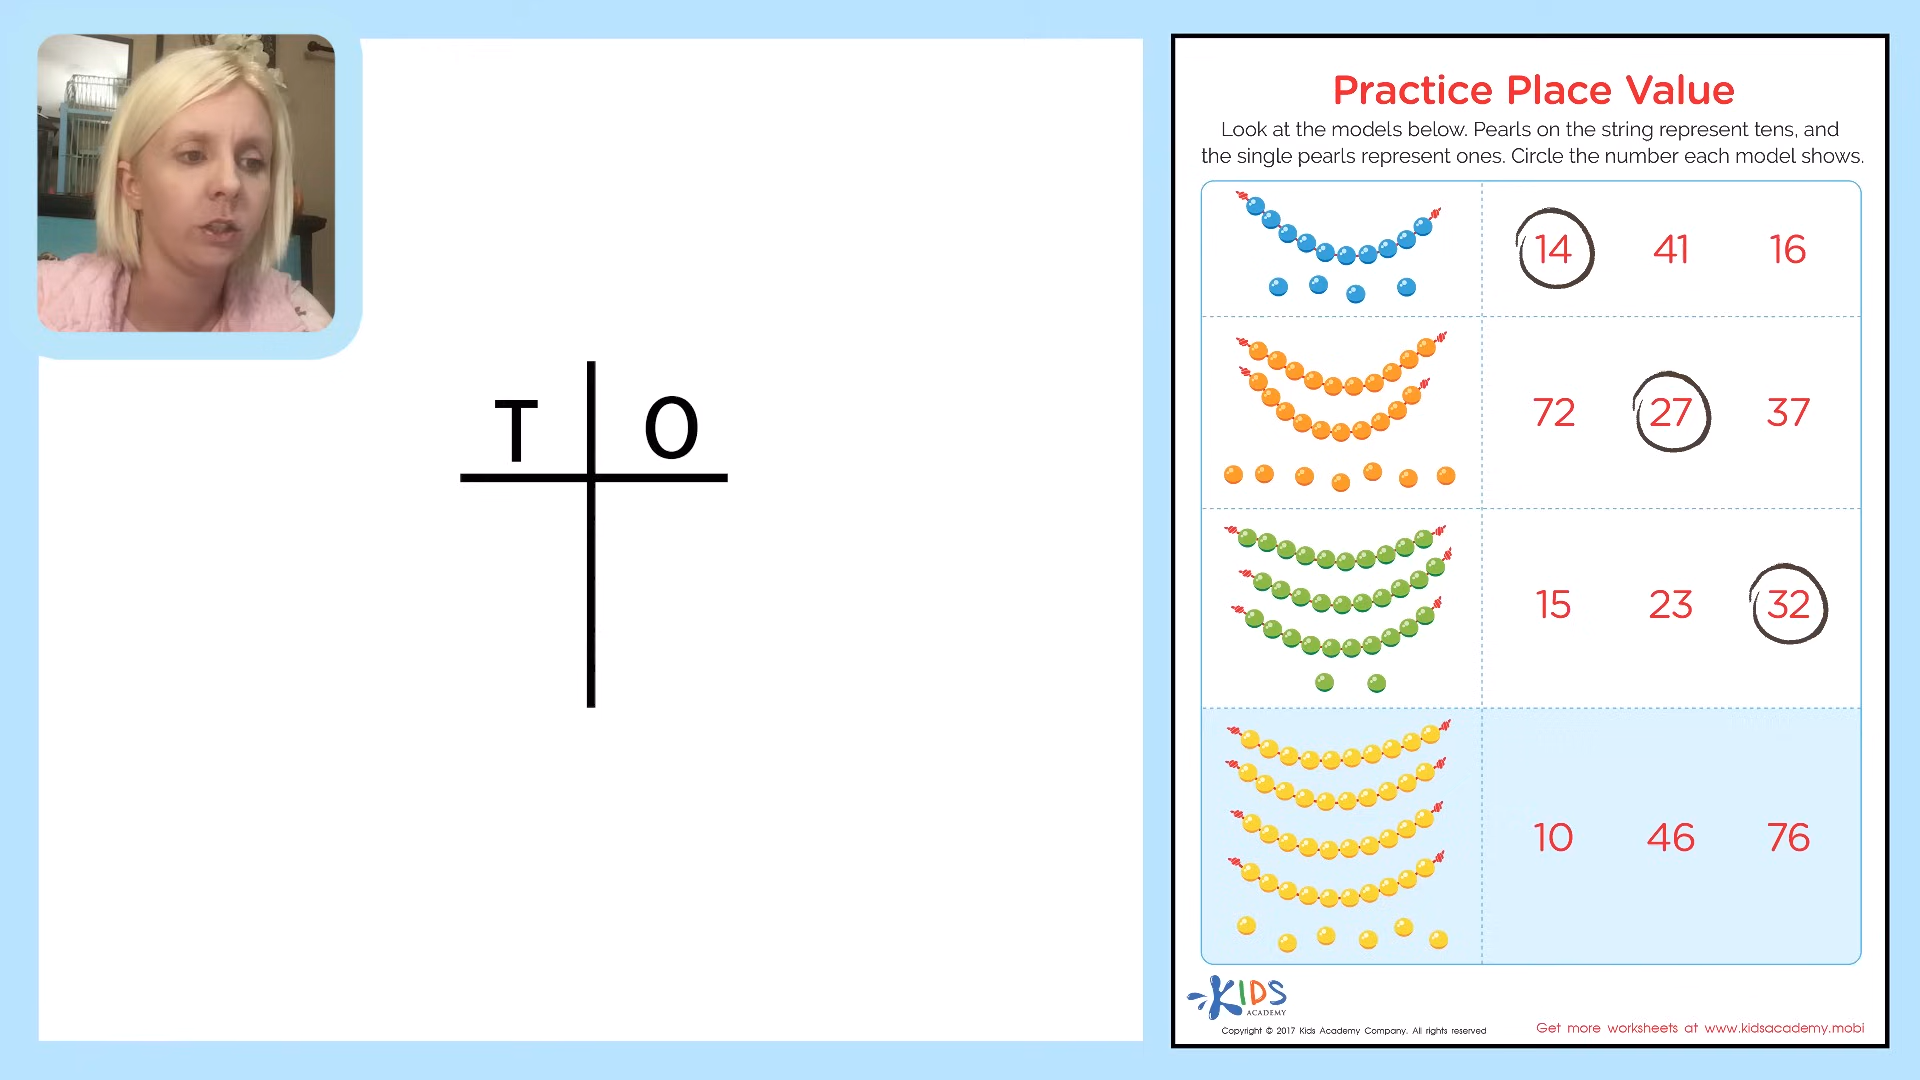 T O
Practice Place Value
Look at the models below. Pearls on the string represent tens, and
the single pearls represent ones. Circle the number each model shows.
14 41 16
72 27 37
15 23 32
10 46 76
KIDS
ACADEMY
Copyright © 2017 Kids Academy Company. All rights reserved
Get more worksheets at www.kidsacademy.mobi